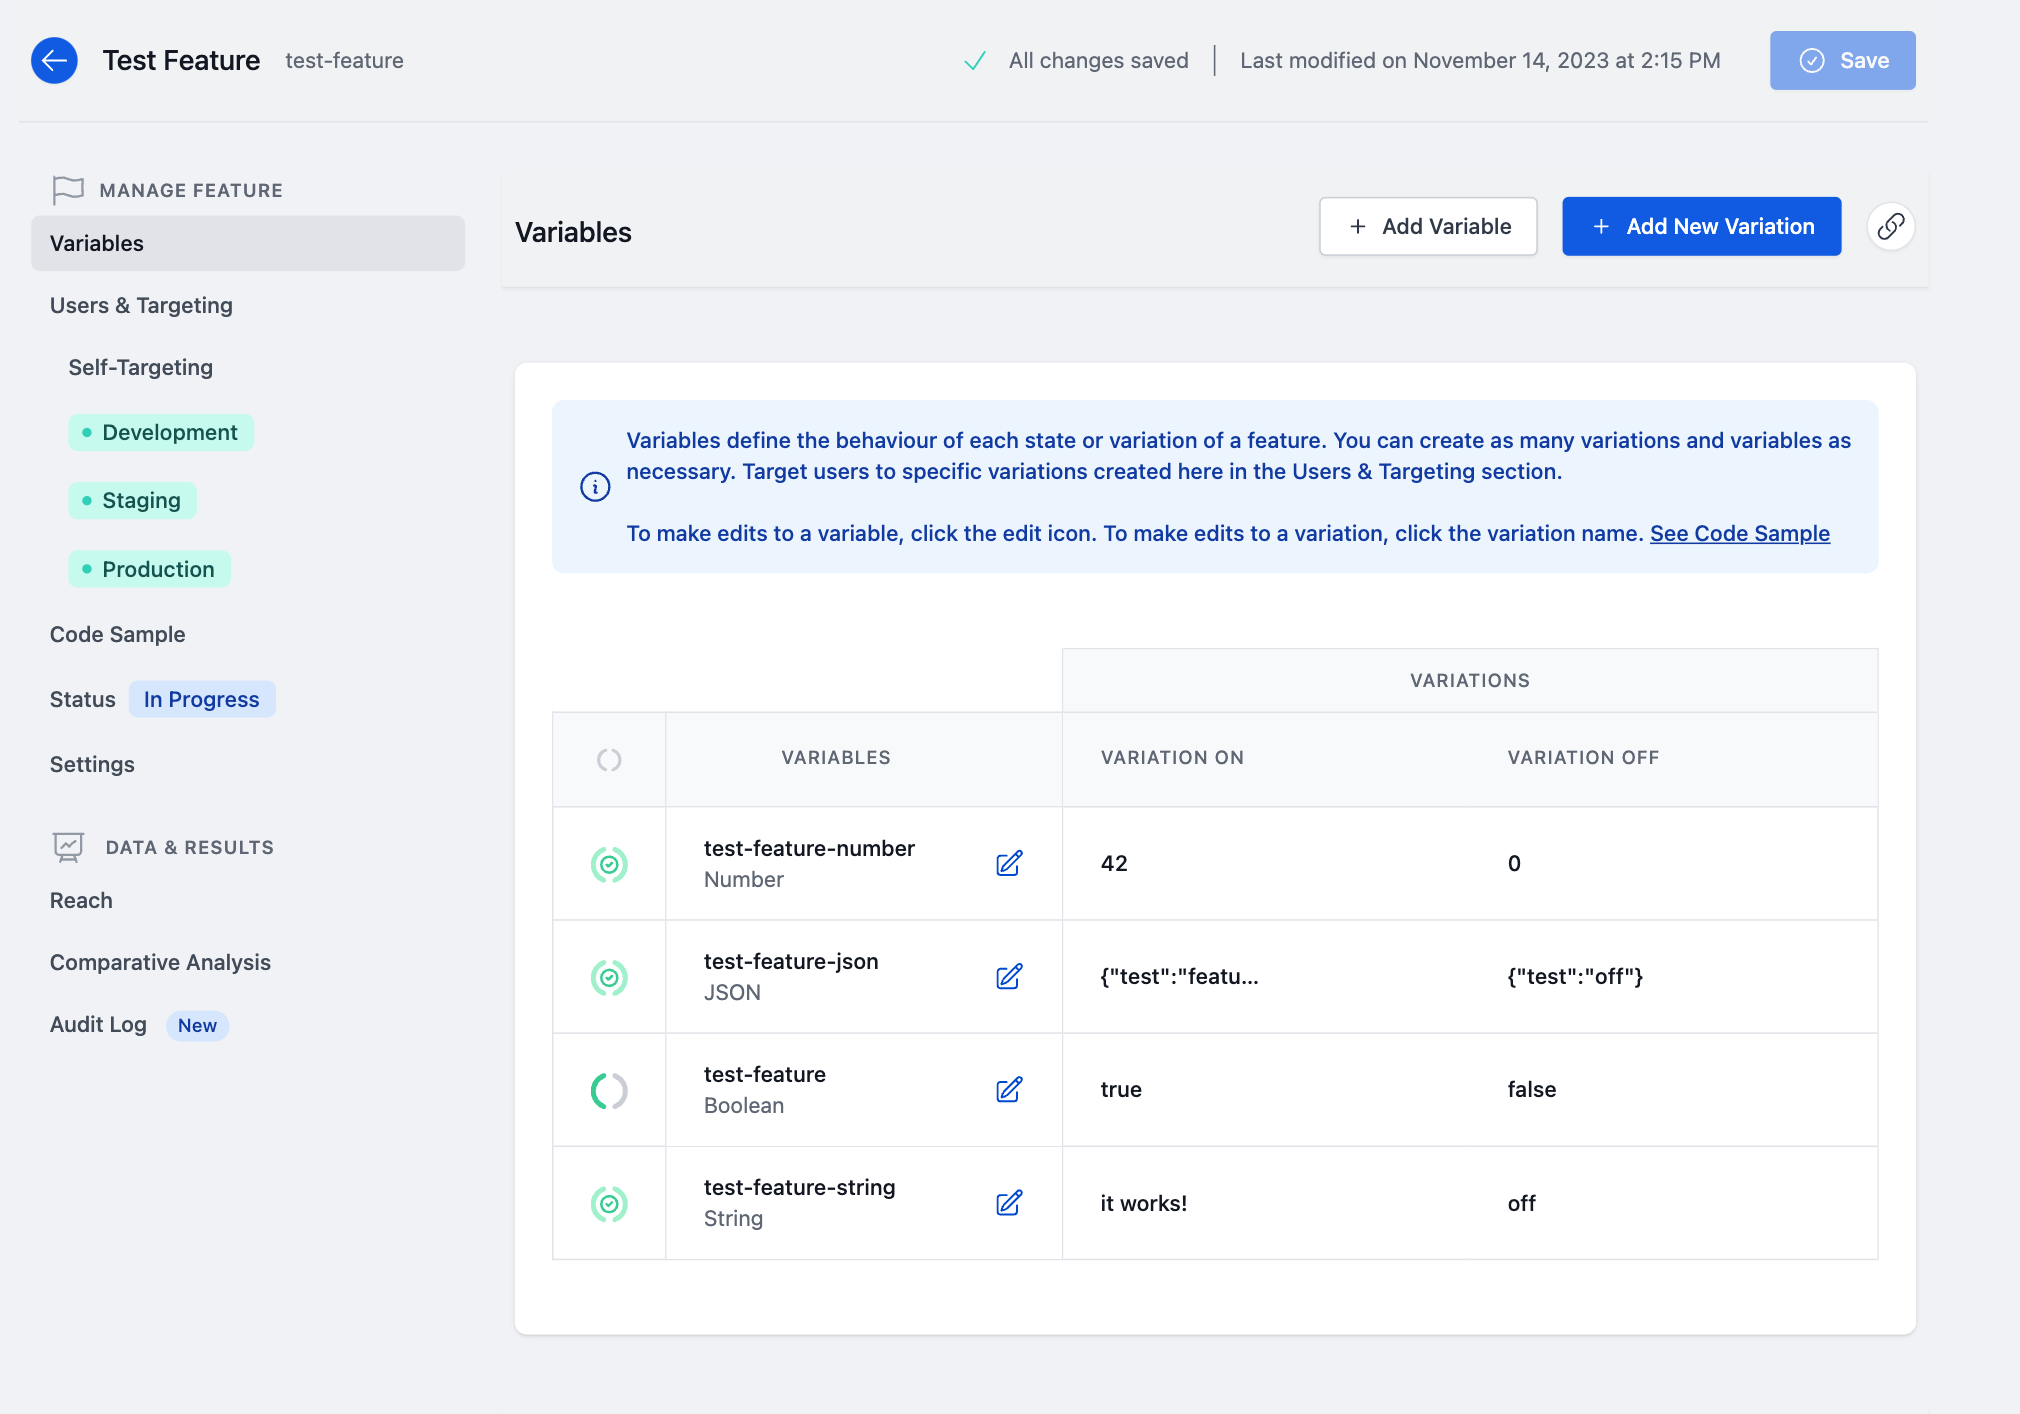 Test Feature test-feature
All changes saved | Last modified on November 14, 2023 at 2:15 PM
Save
MANAGE FEATURE
Variables
Users & Targeting
Self-Targeting
Development
Staging
Production
Code Sample
Status In Progress
Settings
DATA & RESULTS
Reach
Comparative Analysis
Audit Log New
Variables
+ Add Variable
+ Add New Variation
Variables define the behaviour of each state or variation of a feature. You can create as many variations and variables as
necessary. Target users to specific variations created here in the Users & Targeting section.
To make edits to a variable, click the edit icon. To make edits to a variation, click the variation name. See Code Sample
VARIATIONS
VARIABLES VARIATION ON VARIATION OFF
test-feature-number
Number
42 0
test-feature-json
JSON
{"test":"featu... {"test":"off"}
test-feature
Boolean
true false
test-feature-string
String
it works! off